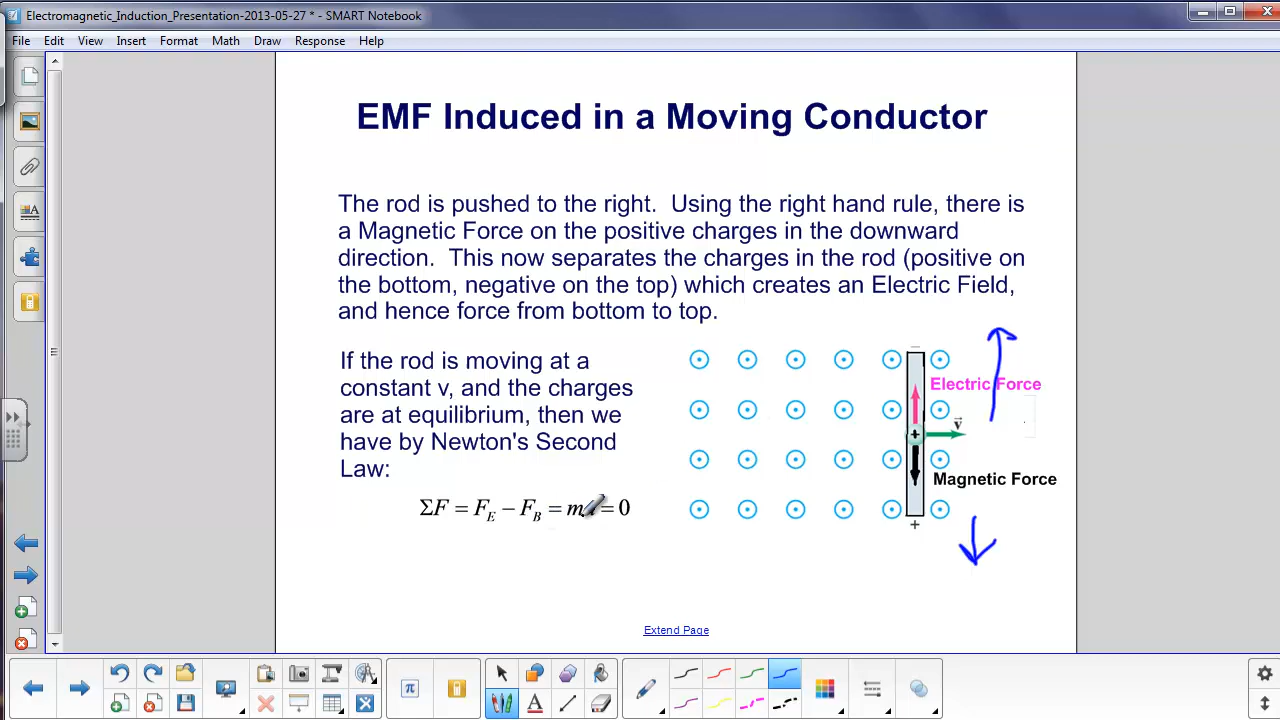 Electromagnetic_Induction_Presentation-2013-05-27 * - SMART Notebook
File Edit View Insert Format Math Draw Response Help
EMF Induced in a Moving Conductor
The rod is pushed to the right. Using the right hand rule, there is
a Magnetic Force on the positive charges in the downward
direction. This now separates the charges in the rod (positive on
the bottom, negative on the top) which creates an Electric Field,
and hence force from bottom to top.
If the rod is moving at a
constant v, and the charges
are at equilibrium, then we
have by Newton's Second
Law:
ΣF = F_E − F_B = m = 0
−
Electric Force
v⃗
+
Magnetic Force
+
Extend Page